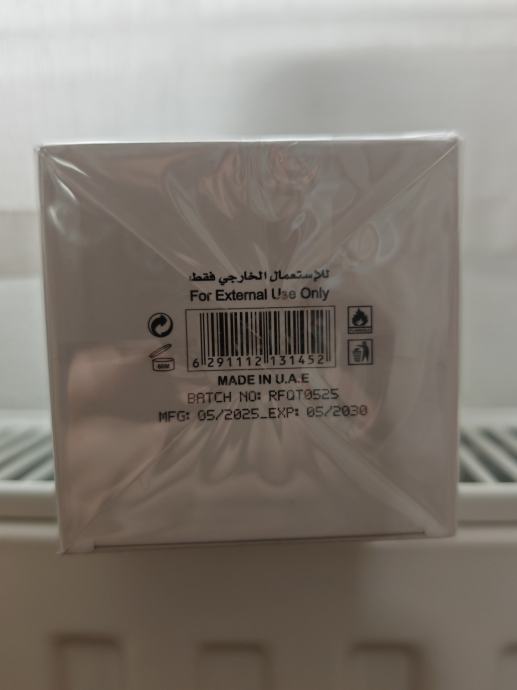 للإستعمال الخارجي فقط
For External Use Only
6 291112 131452
MADE IN U.A.E
BATCH NO: RFQT0525
MFG: 05/2025_EXP: 05/2030